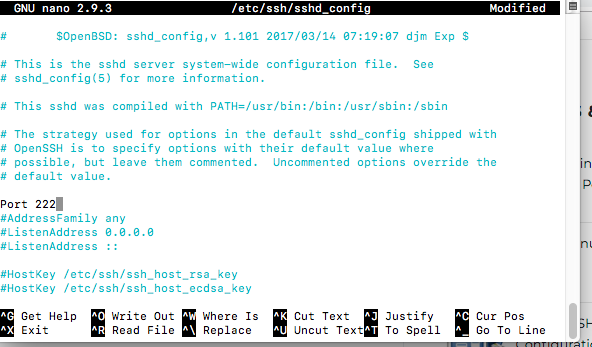 GNU nano 2.9.3 /etc/ssh/sshd_config Modified
# $OpenBSD: sshd_config,v 1.101 2017/03/14 07:19:07 djm Exp $
# This is the sshd server system-wide configuration file. See
# sshd_config(5) for more information.
# This sshd was compiled with PATH=/usr/bin:/bin:/usr/sbin:/sbin
# The strategy used for options in the default sshd_config shipped with
# OpenSSH is to specify options with their default value where
# possible, but leave them commented. Uncommented options override the
# default value.
Port 222
#AddressFamily any
#ListenAddress 0.0.0.0
#ListenAddress ::
#HostKey /etc/ssh/ssh_host_rsa_key
#HostKey /etc/ssh/ssh_host_ecdsa_key
^G Get Help ^O Write Out ^W Where Is ^K Cut Text ^J Justify ^C Cur Pos
^X Exit ^R Read File ^\ Replace ^U Uncut Text ^T To Spell ^_ Go To Line